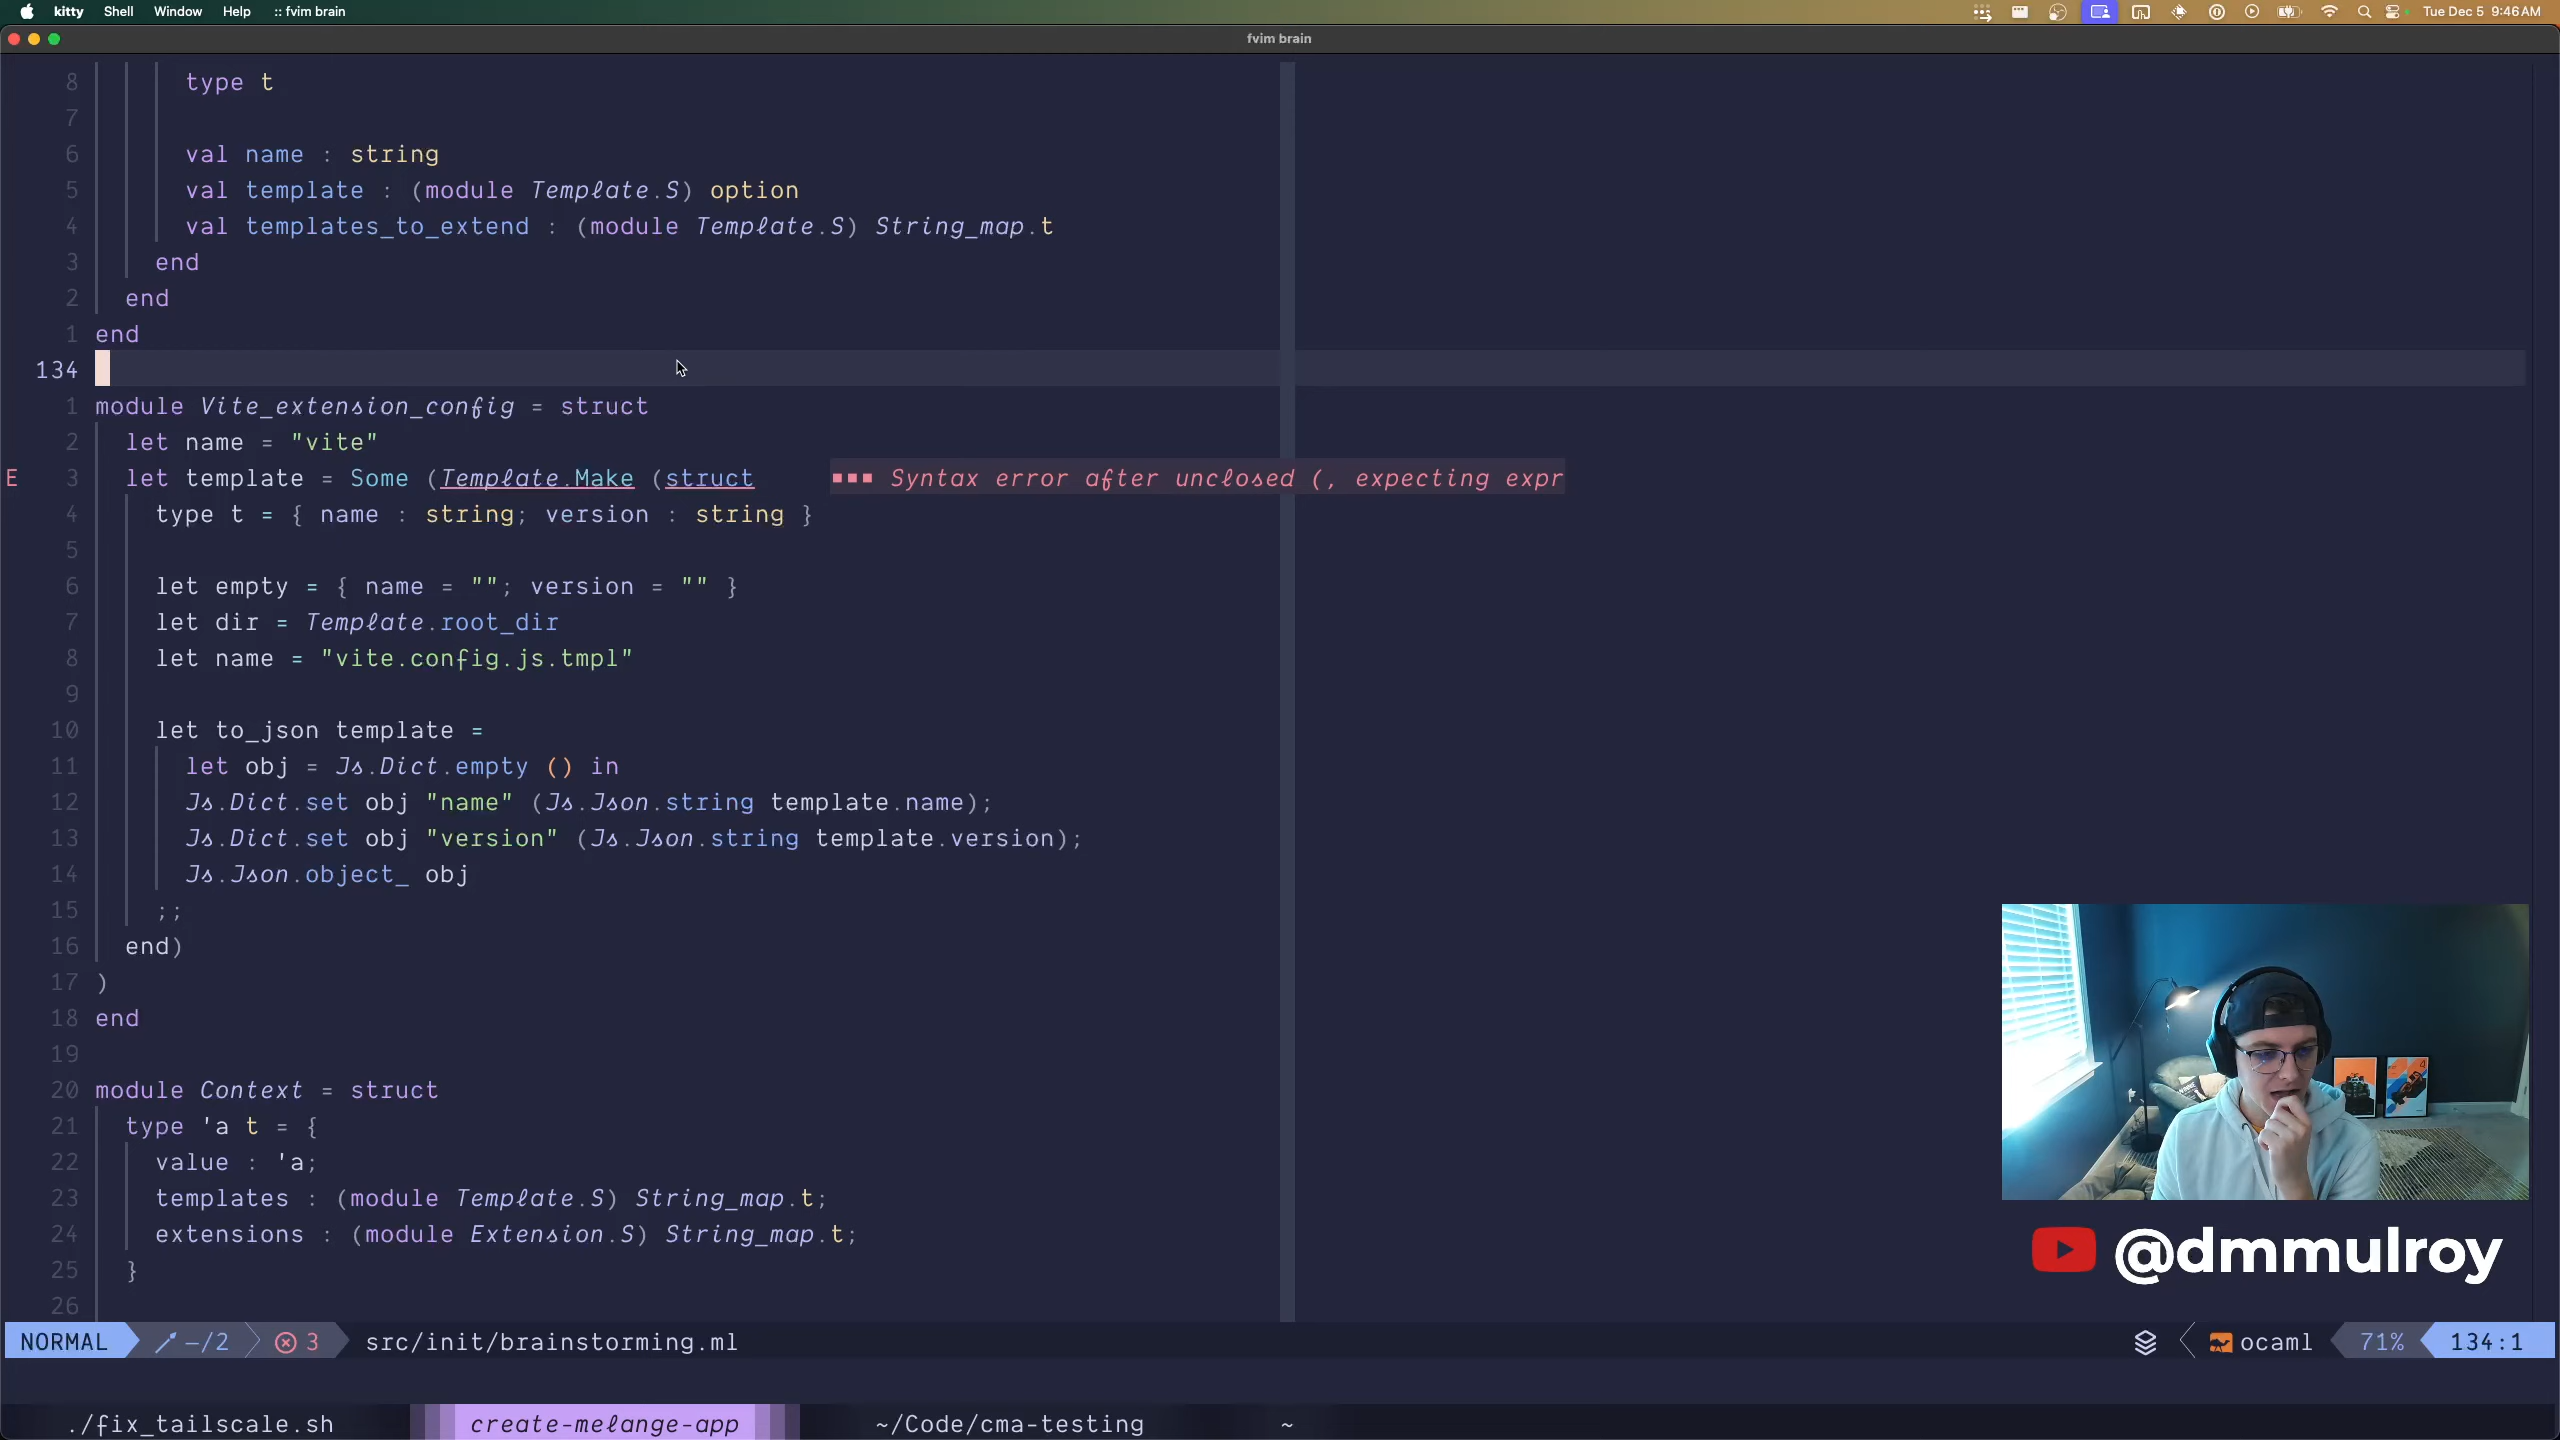 kitty Shell Window Help :: fvim brain Tue Dec 5 9:46 AM
fvim brain
8 type t
7
6 val name : string
5 val template : (module Template.S) option
4 val templates_to_extend : (module Template.S) String_map.t
3 end
2 end
1 end
134
1 module Vite_extension_config = struct
2 let name = "vite"
E 3 let template = Some (Template.Make (struct ■■■ Syntax error after unclosed (, expecting expr
4 type t = { name : string; version : string }
5
6 let empty = { name = ""; version = "" }
7 let dir = Template.root_dir
8 let name = "vite.config.js.tmpl"
9
10 let to_json template =
11 let obj = Js.Dict.empty () in
12 Js.Dict.set obj "name" (Js.Json.string template.name);
13 Js.Dict.set obj "version" (Js.Json.string template.version);
14 Js.Json.object_ obj
15 ;;
16 end)
17 )
18 end
19
20 module Context = struct
21 type 'a t = {
22 value : 'a;
23 templates : (module Template.S) String_map.t;
24 extensions : (module Extension.S) String_map.t;
25 }
26
@dmmulroy
NORMAL –/2 3 src/init/brainstorming.ml ocaml 71% 134:1
./fix_tailscale.sh create-melange-app ~/Code/cma-testing ~